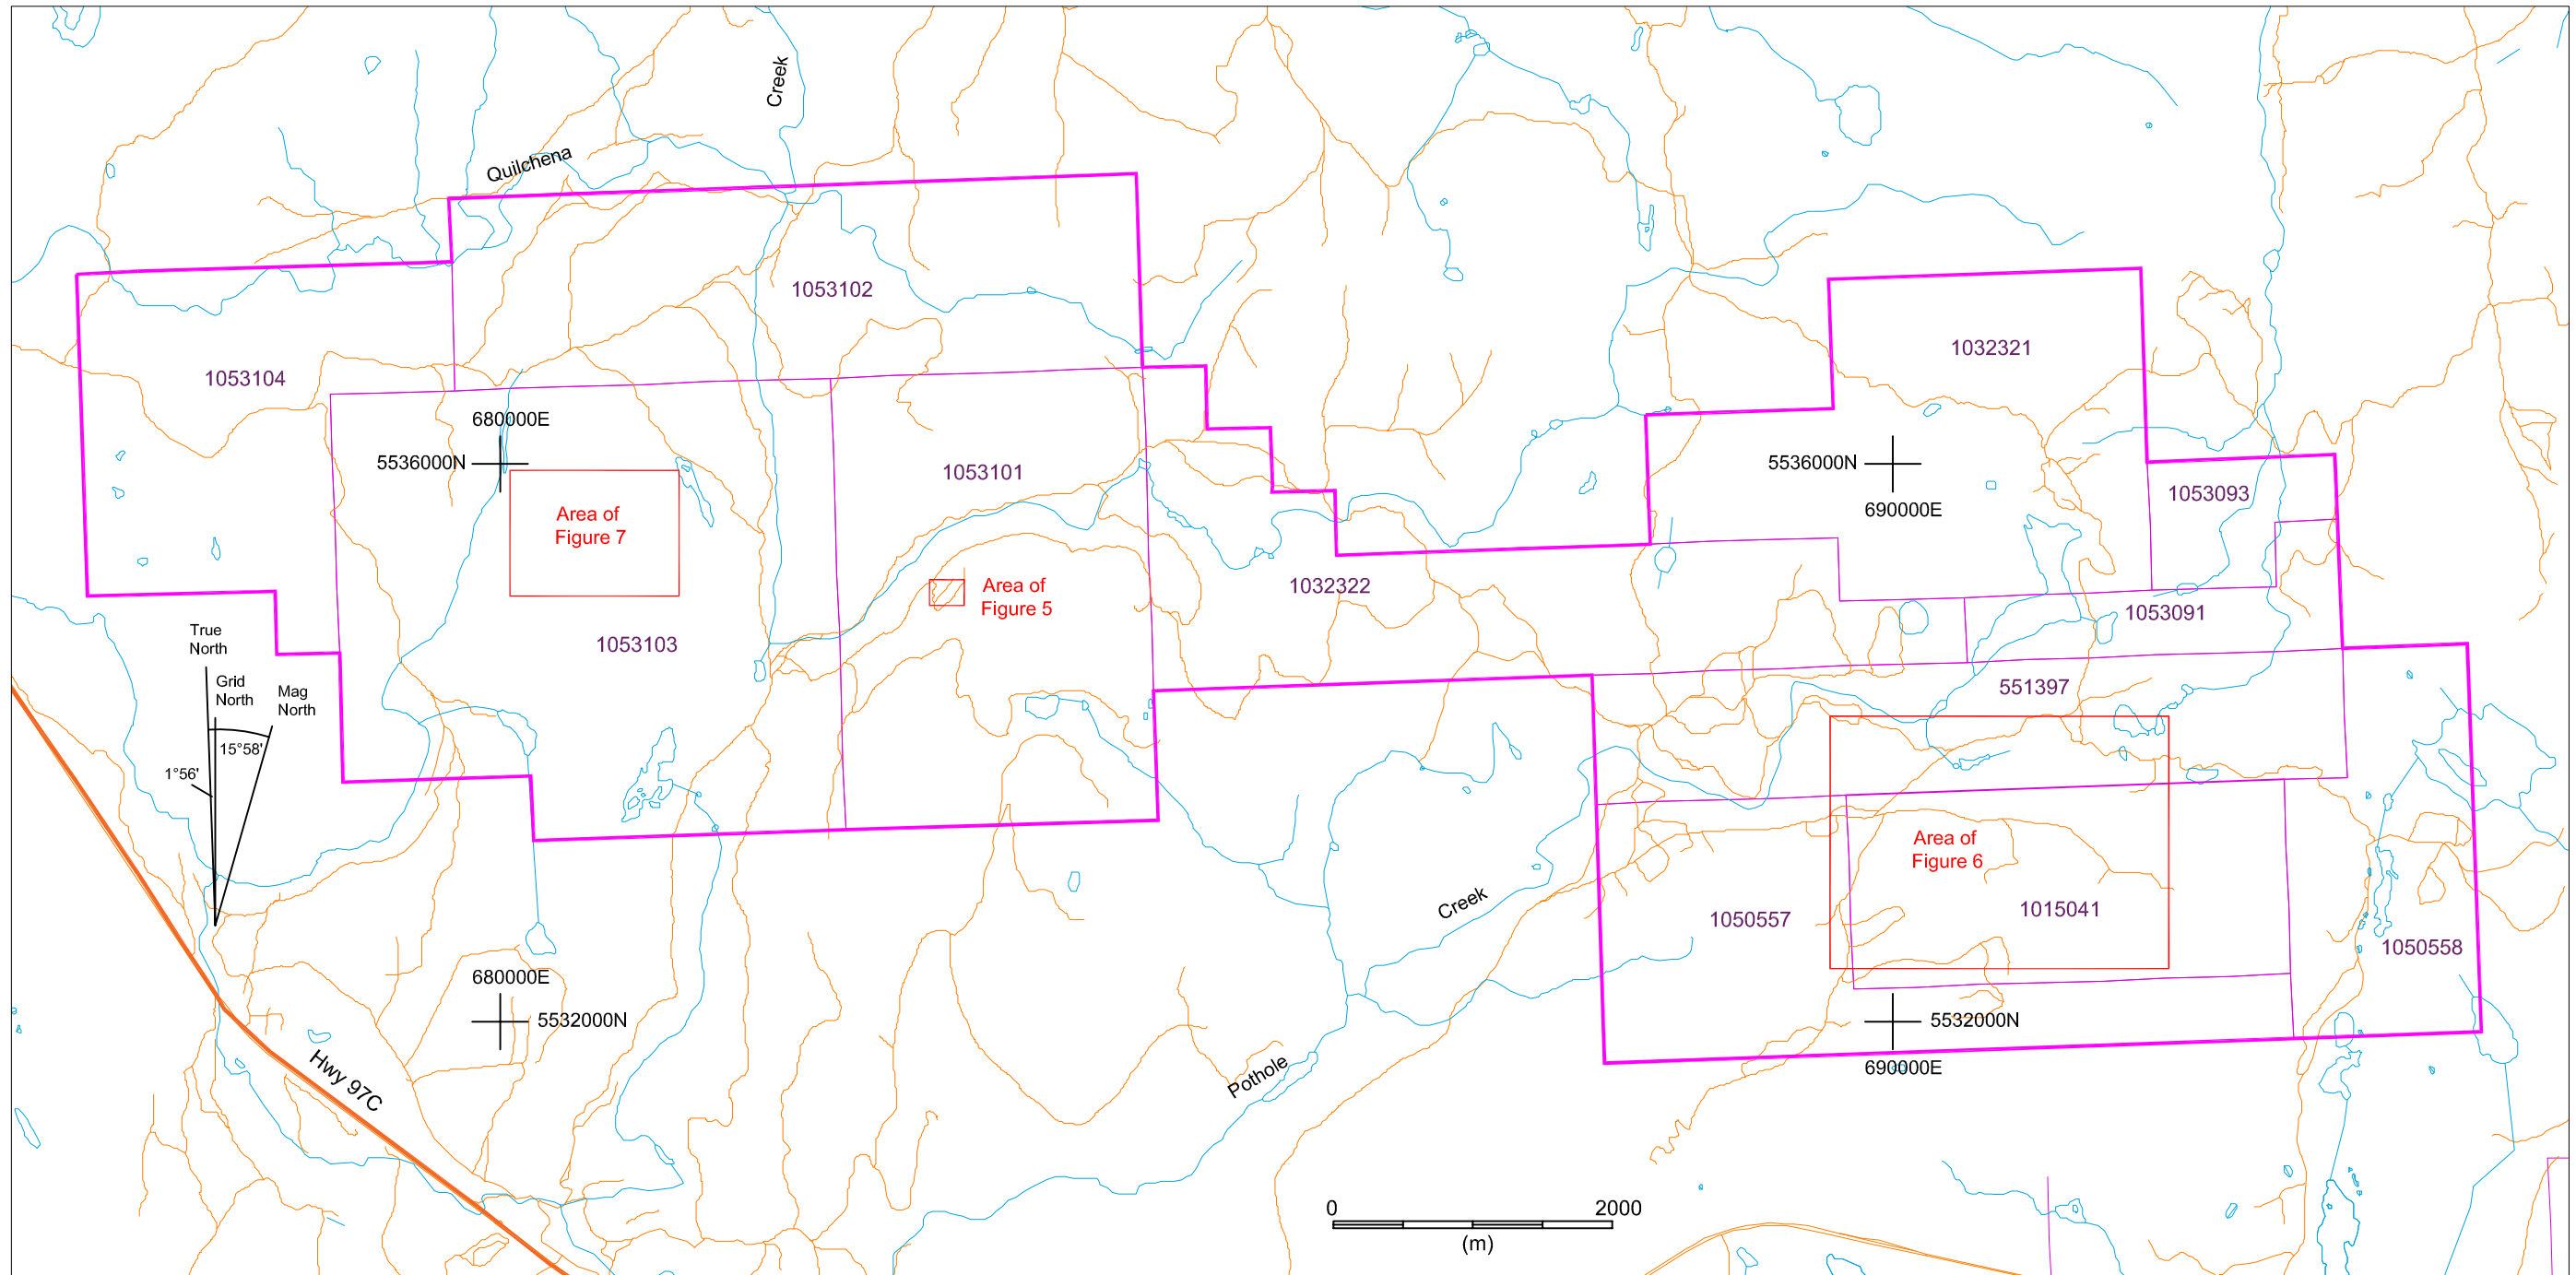 Creek
Quilchena
1053102
1032321
1053104
680000E
5536000N
1053101
5536000N
690000E
1053093
Area of
Figure 7
Area of
Figure 5
1032322
1053091
1053103
True
North
Grid
North
Mag
North
15°58'
1°56'
551397
Area of
Figure 6
Creek
1050557
1015041
1050558
680000E
5532000N
5532000N
690000E
Hwy 97C
Pothole
0 2000
(m)